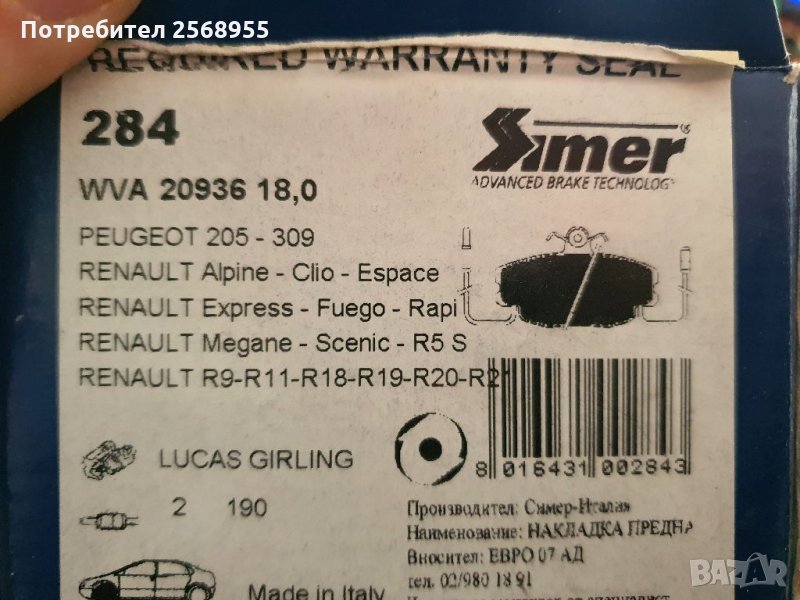 Потребител 2568955
REQUIRED WARRANTY SEAL
284
Simer®
ADVANCED BRAKE TECHNOLOGY
WVA 20936 18,0
PEUGEOT 205 - 309
RENAULT Alpine - Clio - Espace
RENAULT Express - Fuego - Rapi
RENAULT Megane - Scenic - R5 S
RENAULT R9-R11-R18-R19-R20-R21
LUCAS GIRLING
8 016431 002843
2 190
Производител: Симер-Италия
Наименование: НАКЛАДКА ПРЕДНА
Вносител: ЕВРО 07 АД
тел. 02/980 18 91
Made in Italy
BAZAR